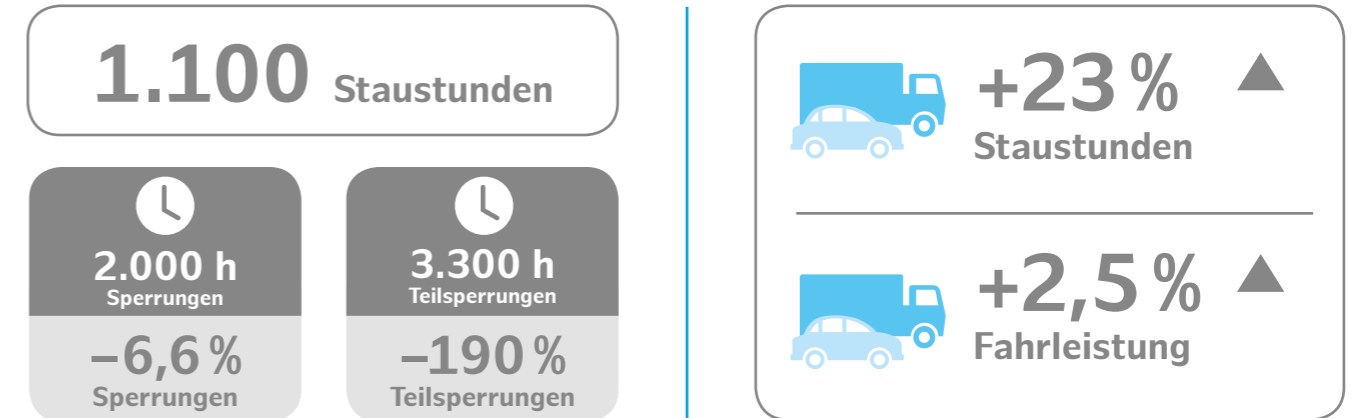 1.100 Staustunden
2.000 h
Sperrungen
–6,6 %
Sperrungen
3.300 h
Teilsperrungen
–190 %
Teilsperrungen
+23 %
Staustunden
+2,5 %
Fahrleistung